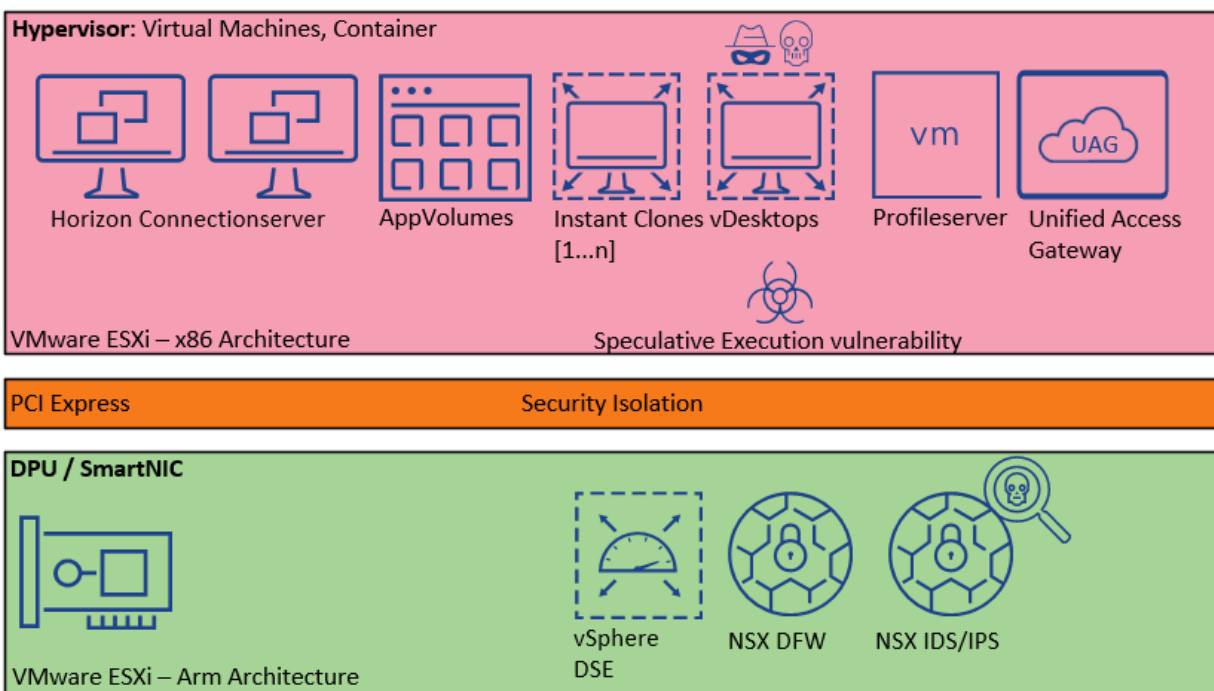 Hypervisor: Virtual Machines, Container
vm
UAG
Horizon Connectionserver
AppVolumes
Instant Clones vDesktops
[1...n]
Profileserver
Unified Access
Gateway
VMware ESXi – x86 Architecture
Speculative Execution vulnerability
PCI Express
Security Isolation
DPU / SmartNIC
vSphere
DSE
NSX DFW
NSX IDS/IPS
VMware ESXi – Arm Architecture